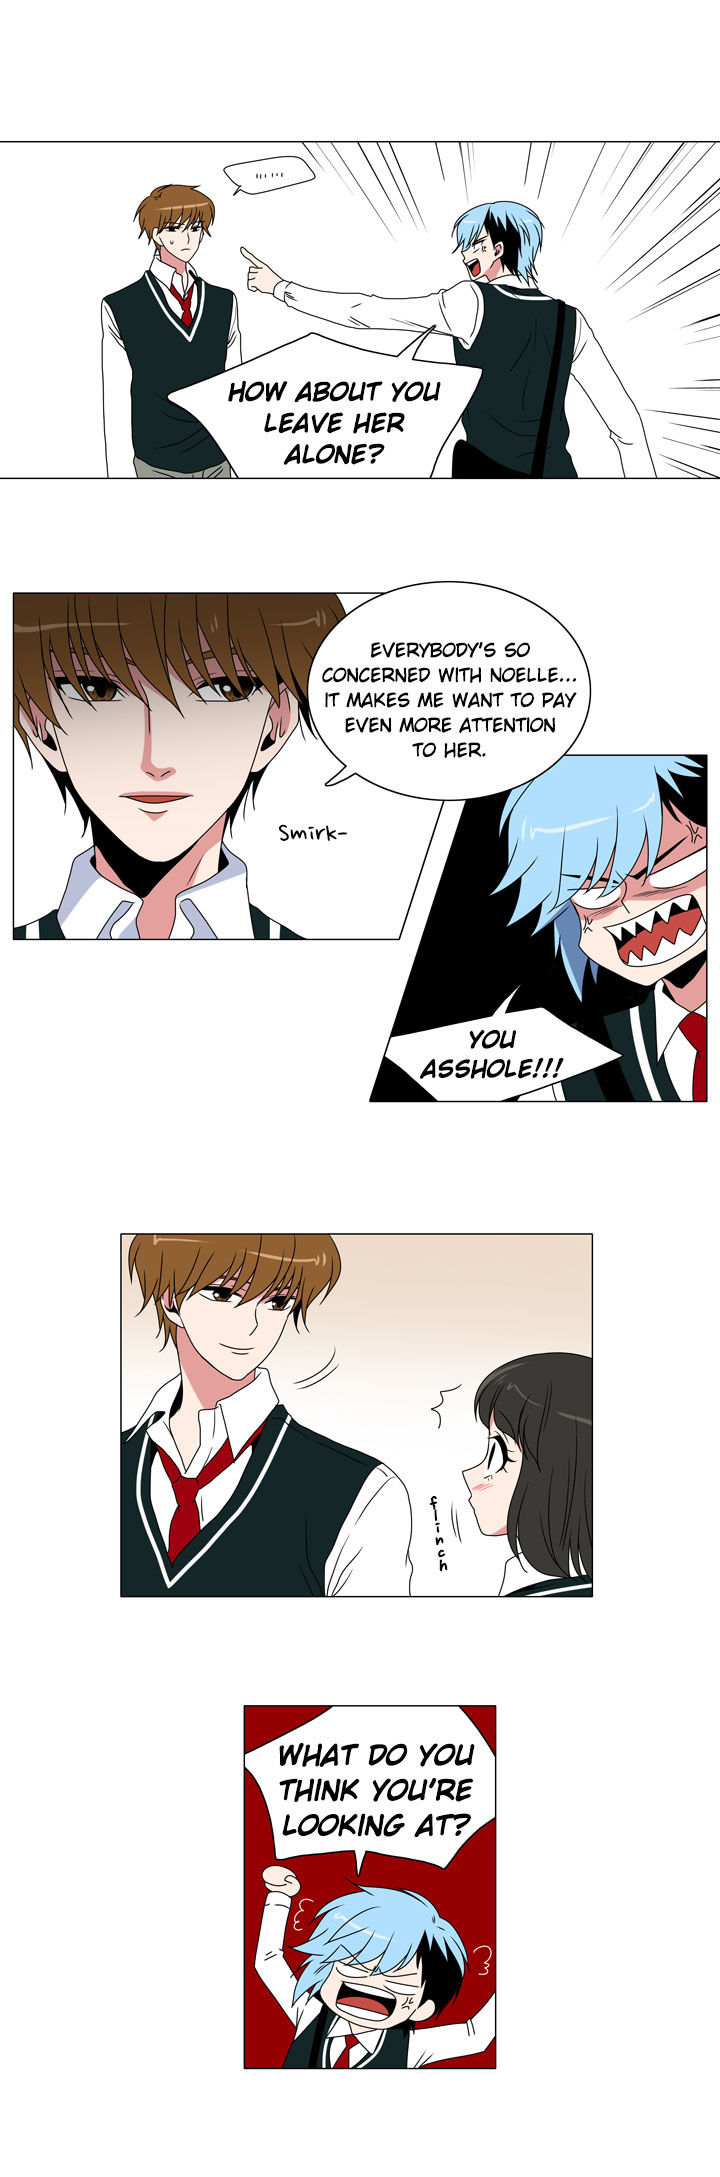 ......
HOW ABOUT YOU
LEAVE HER
ALONE?
EVERYBODY'S SO
CONCERNED WITH NOELLE...
IT MAKES ME WANT TO PAY
EVEN MORE ATTENTION
TO HER.
Smirk-
YOU
ASSHOLE!!!
flinch
WHAT DO YOU
THINK YOU'RE
LOOKING AT?